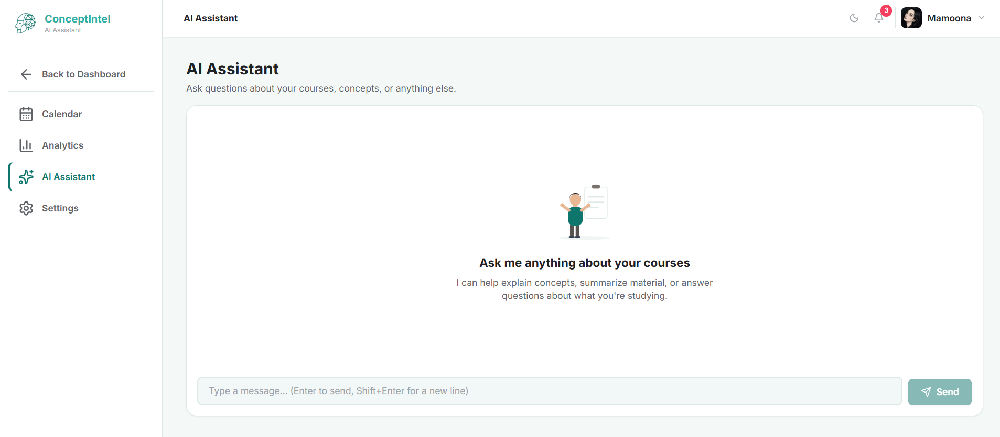 ConceptIntel
AI Assistant
Back to Dashboard
Calendar
Analytics
AI Assistant
Settings
AI Assistant
3
Mamoona
AI Assistant
Ask questions about your courses, concepts, or anything else.
Ask me anything about your courses
I can help explain concepts, summarize material, or answer
questions about what you're studying.
Type a message... (Enter to send, Shift+Enter for a new line)
Send